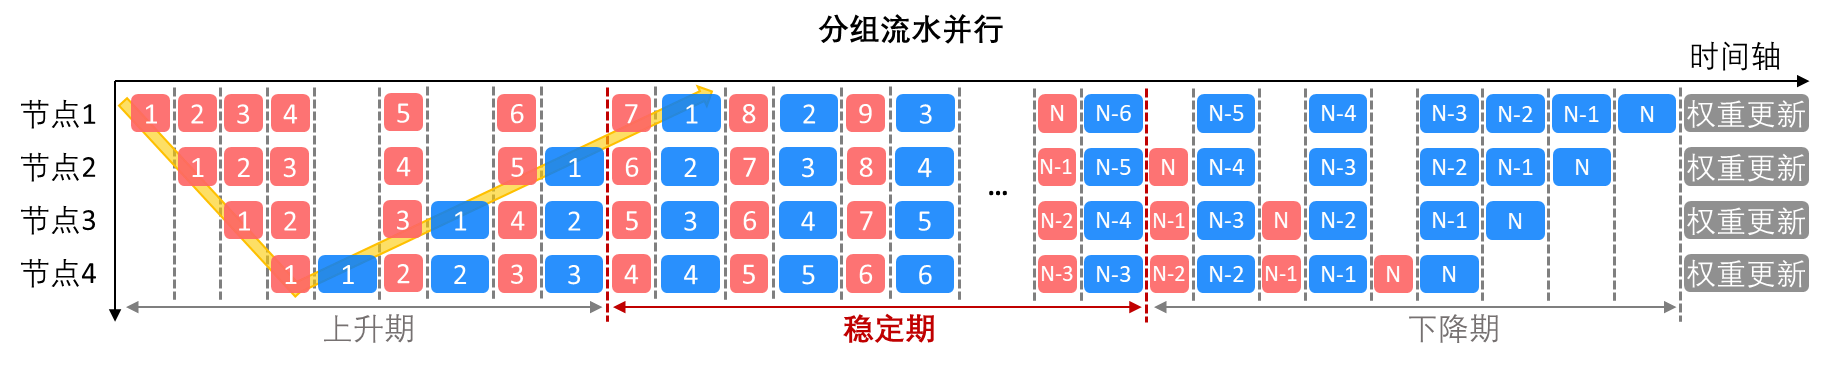 分组流水并行
时间轴
节点1 1 2 3 4 5 6 7 1 8 2 9 3 N N-6 N-5 N-4 N-3 N-2 N-1 N 权重更新
节点2 1 2 3 4 5 1 6 2 7 3 8 4 N-1 N-5 N N-4 N-3 N-2 N-1 N 权重更新
...
节点3 1 2 3 1 4 2 5 3 6 4 7 5 N-2 N-4 N-1 N-3 N N-2 N-1 N 权重更新
节点4 1 1 2 2 3 3 4 4 5 5 6 6 N-3 N-3 N-2 N-2 N-1 N-1 N N 权重更新
上升期 稳定期 下降期